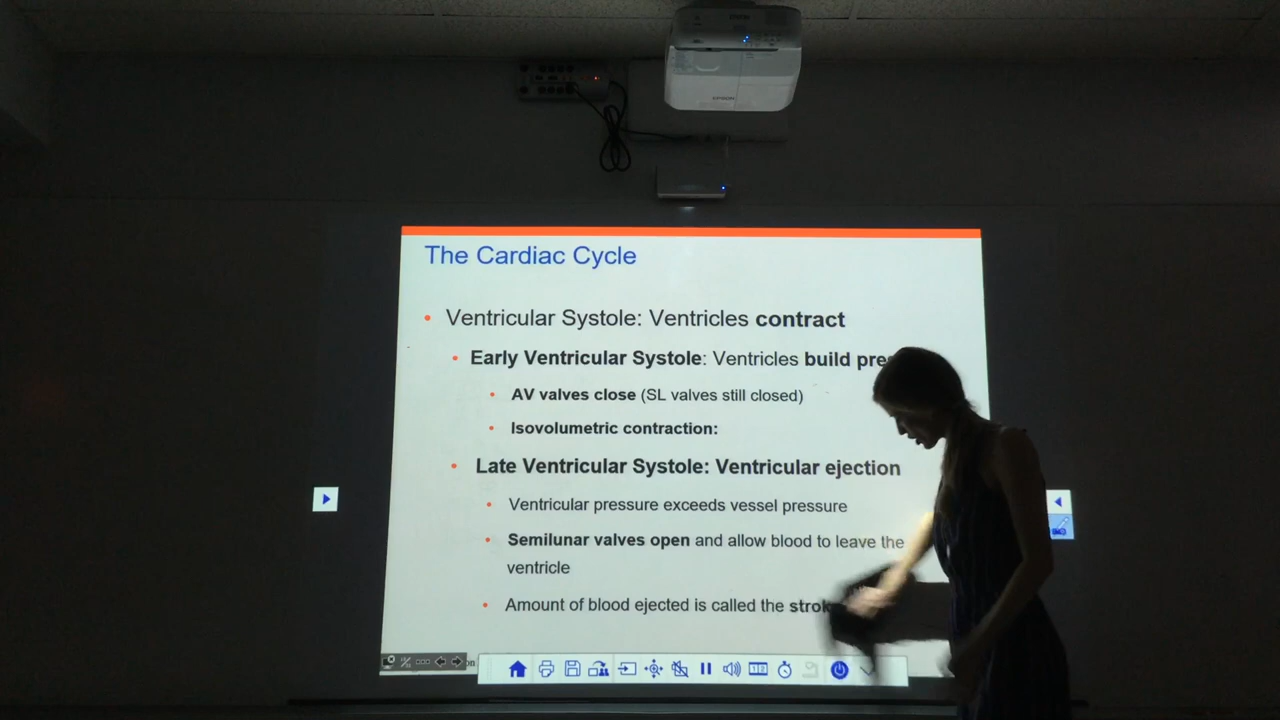 EPSON
The Cardiac Cycle
• Ventricular Systole: Ventricles contract
• Early Ventricular Systole: Ventricles build
• AV valves close (SL valves still closed)
• Isovolumetric contraction:
• Late Ventricular Systole: Ventricular ejection
• Ventricular pressure exceeds vessel pressure
• Semilunar valves open and allow blood to leave the
ventricle
• Amount of blood ejected is called the